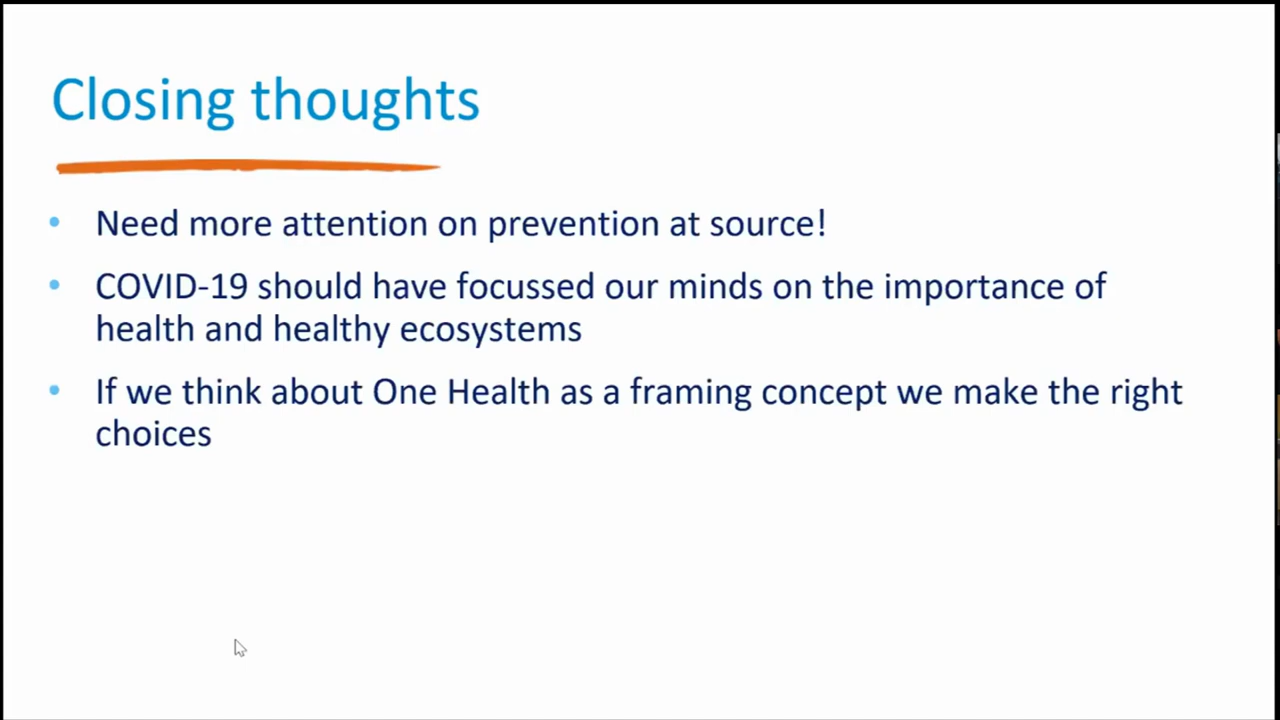 Closing thoughts
• Need more attention on prevention at source!
• COVID-19 should have focussed our minds on the importance of
health and healthy ecosystems
• If we think about One Health as a framing concept we make the right
choices